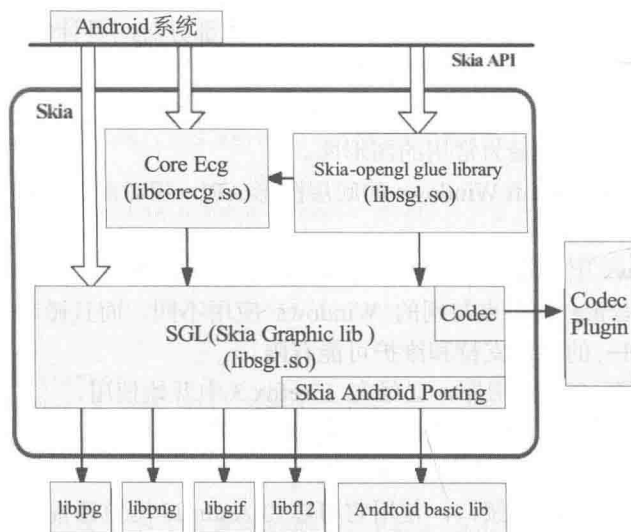 Android系统
Skia API
Skia
Core Ecg
(libcorecg.so)
Skia-opengl glue library
(libsgl.so)
Codec
SGL(Skia Graphic lib )
(libsgl.so)
Skia Android Porting
Codec
Plugin
libjpg
libpng
libgif
libfl2
Android basic lib